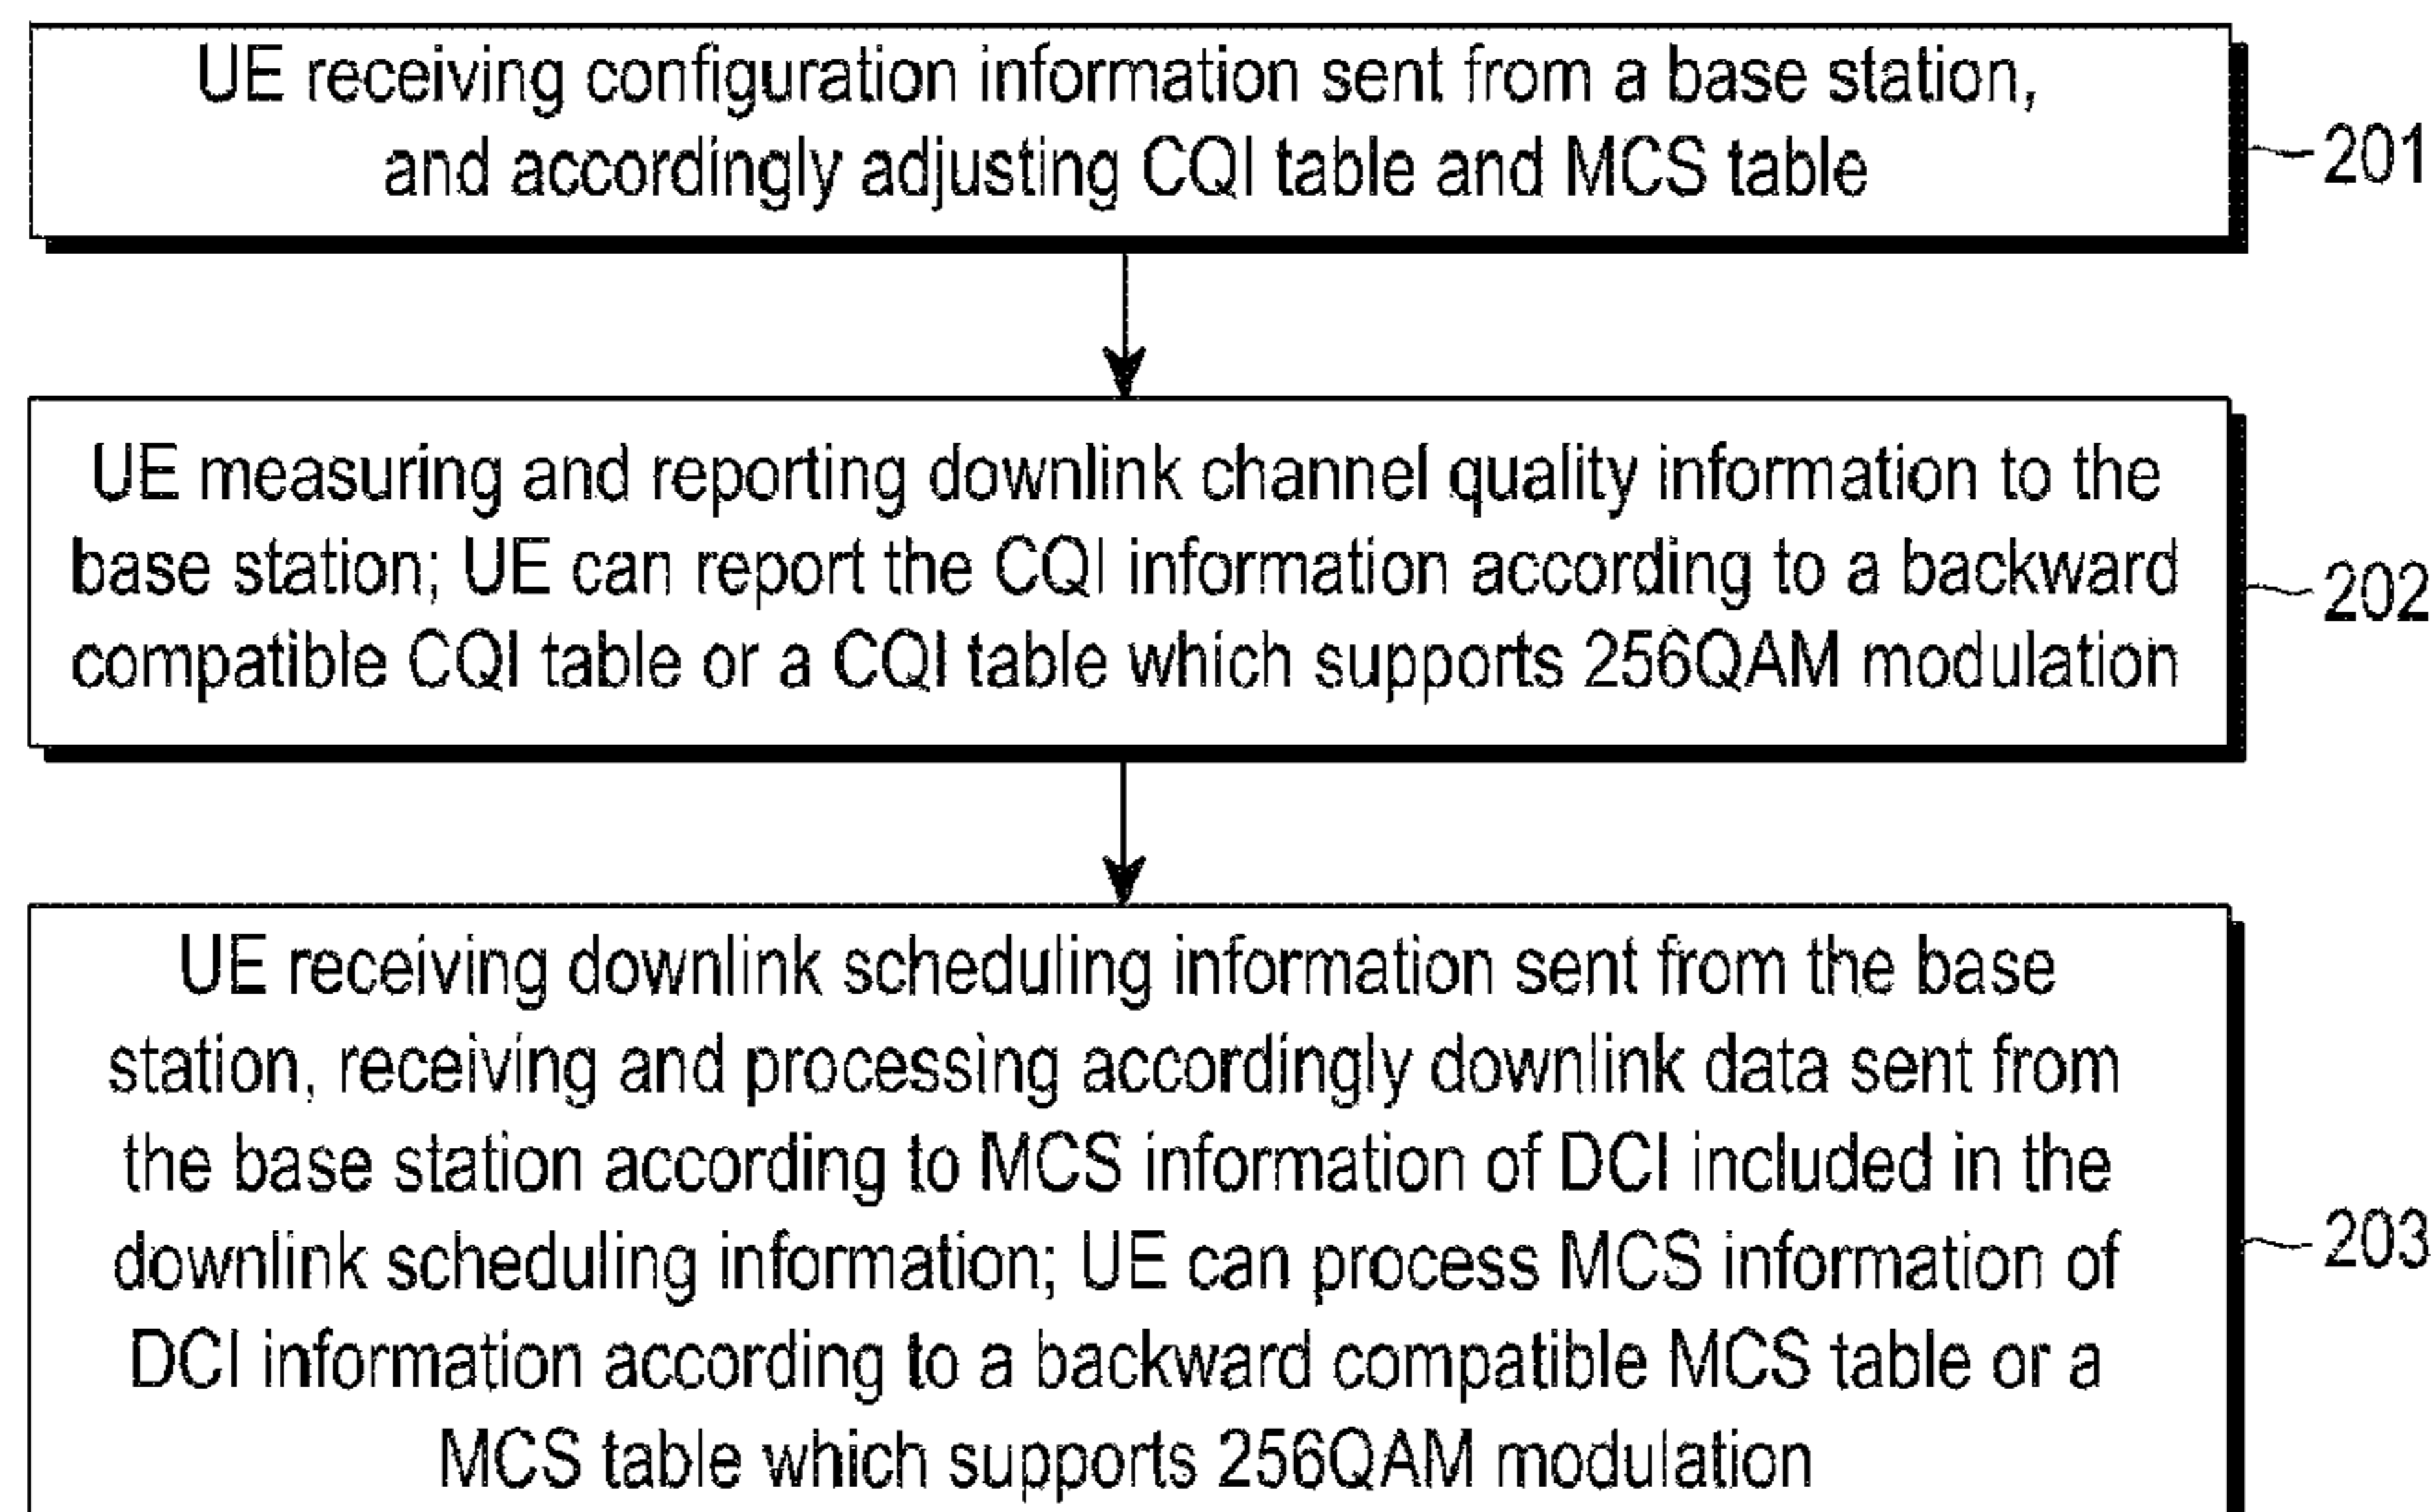 UE receiving configuration information sent from a base station,
and accordingly adjusting CQI table and MCS table
201
UE measuring and reporting downlink channel quality information to the
base station; UE can report the CQI information according to a backward
compatible CQI table or a CQI table which supports 256QAM modulation
202
UE receiving downlink scheduling information sent from the base
station, receiving and processing accordingly downlink data sent from
the base station according to MCS information of DCI included in the
downlink scheduling information; UE can process MCS information of
DCI information according to a backward compatible MCS table or a
MCS table which supports 256QAM modulation
203